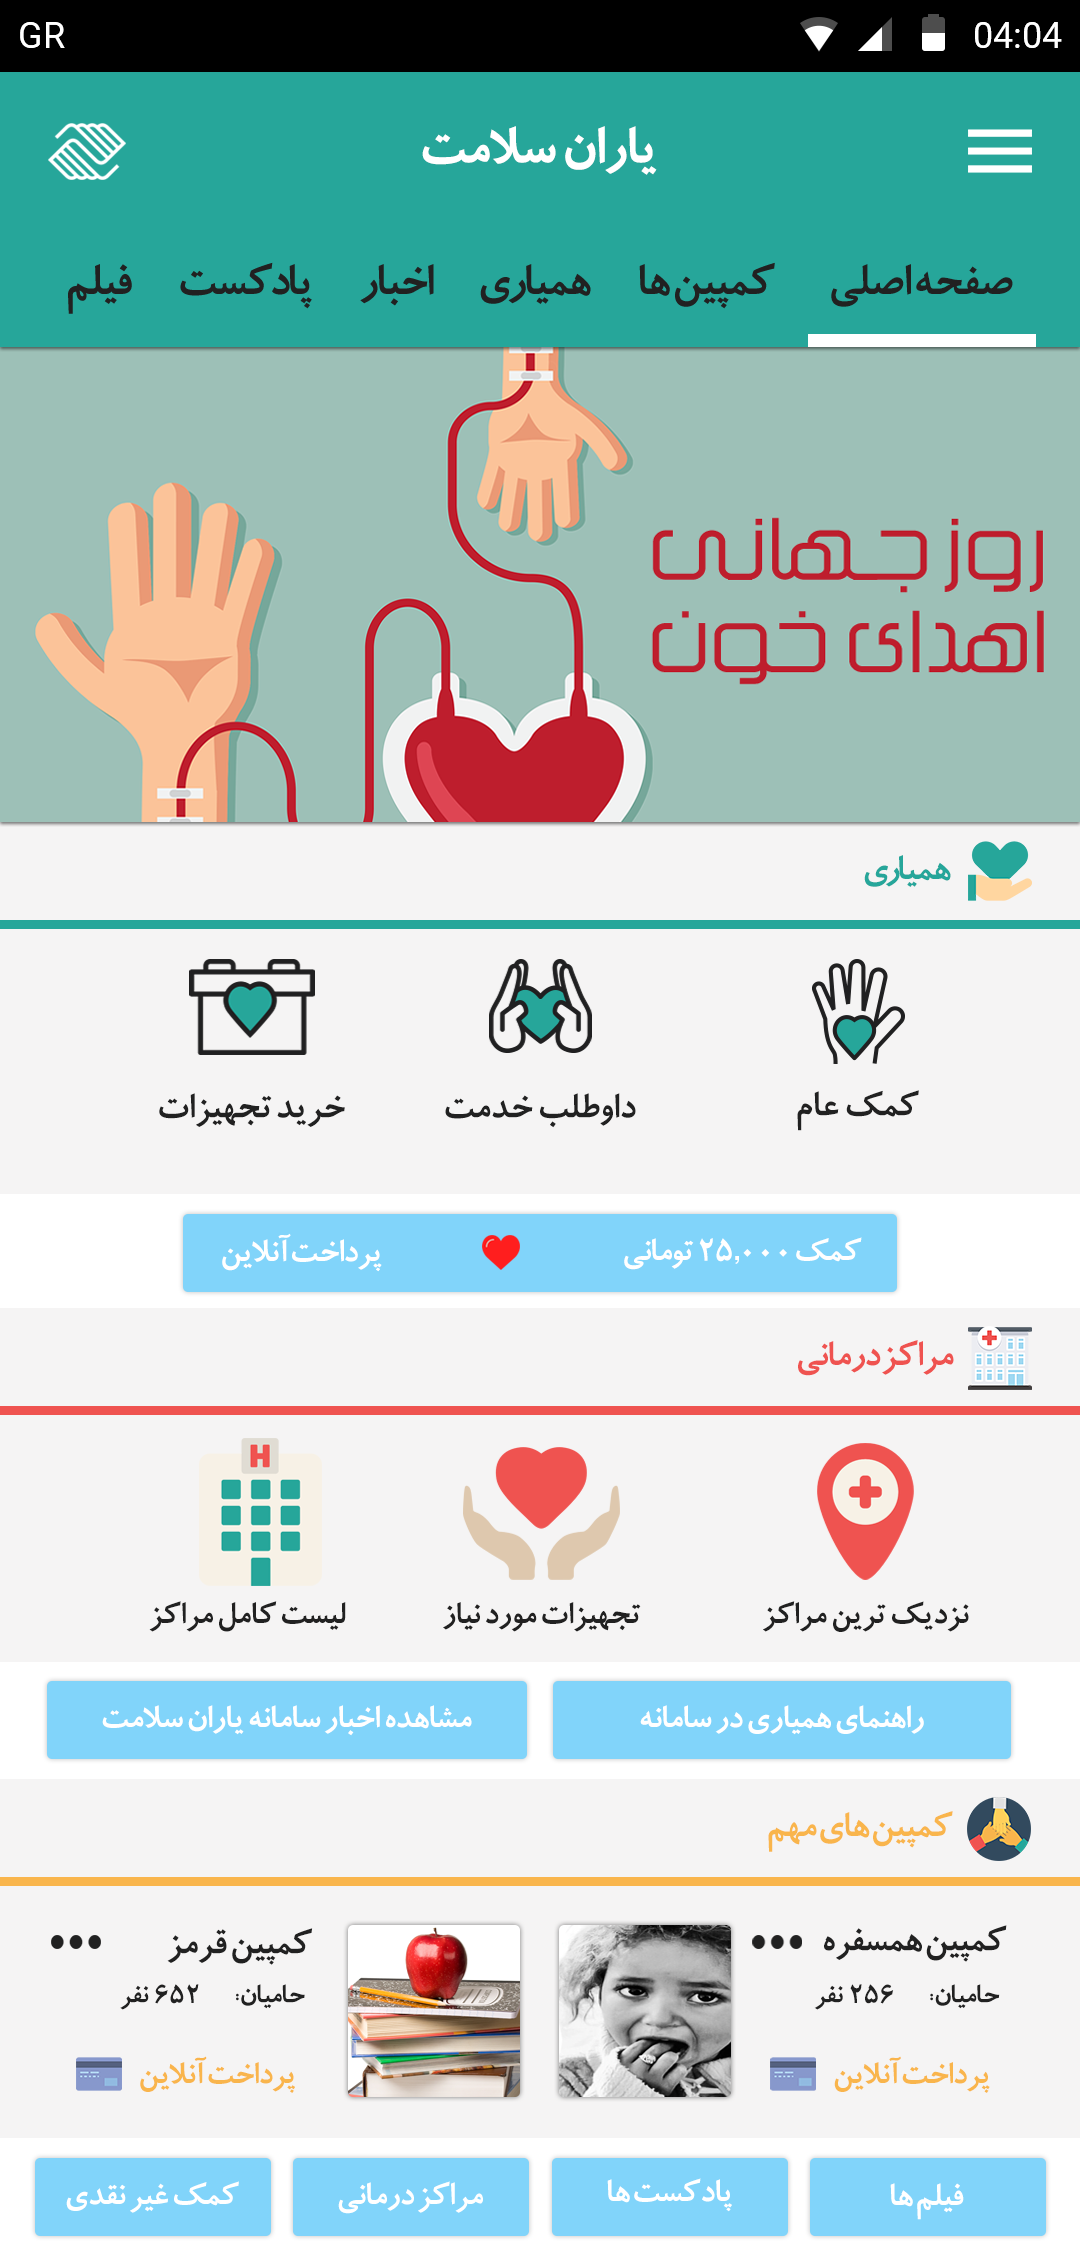 GR
04:04
یاران سلامت
صفحه اصلی
کمپین ها
همیاری
اخبار
پادکست
فیلم
روز جهانی
اهدای خون
همیاری
کمک عام
داوطلب خدمت
خرید تجهیزات
کمک ۲۵,۰۰۰ تومانی
پرداخت آنلاین
مراکز درمانی
H
نزدیک ترین مراکز
تجهیزات مورد نیاز
لیست کامل مراکز
راهنمای همیاری در سامانه
مشاهده اخبار سامانه یاران سلامت
کمپین های مهم
کمپین همسفره
حامیان: ۲۵۶ نفر
پرداخت آنلاین
کمپین قرمز
حامیان: ۶۵۲ نفر
پرداخت آنلاین
فیلم ها
پادکست ها
مراکز درمانی
کمک غیر نقدی